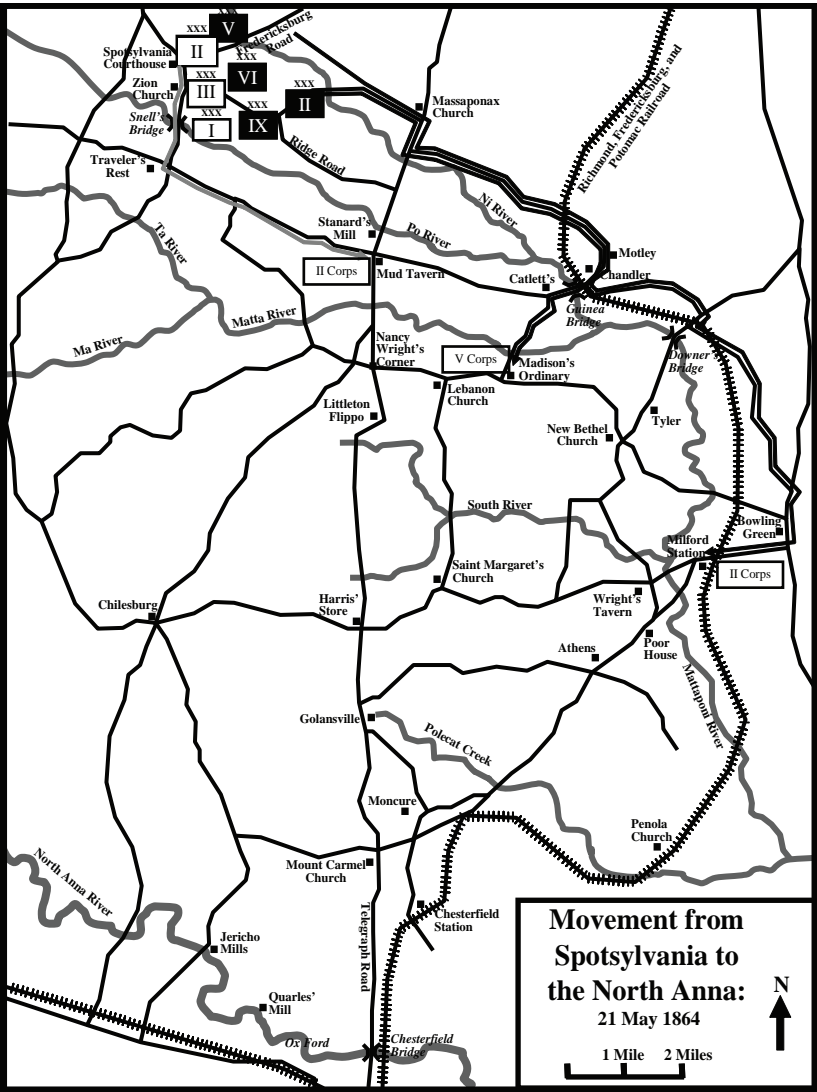 XXX
V
Fredericksburg
Road
XXX
II
Spotsylvania
Courthouse
XXX
VI
XXX
III
Zion
Church
XXX
II
XXX
IX
XXX
I
Snell's
Bridge
Massaponax
Church
Richmond, Fredericksburg, and
Potomac Railroad
Ridge Road
Traveler's
Rest
Ni River
Stanard's
Mill
Po River
Ta River
Motley
Chandler
II Corps
Mud Tavern
Catlett's
Guinea
Bridge
Matta River
Ma River
Nancy
Wright's
Corner
V Corps
Madison's
Ordinary
Downer's
Bridge
Lebanon
Church
Littleton
Flippo
Tyler
New Bethel
Church
South River
Bowling
Green
Milford
Station
II Corps
Saint Margaret's
Church
Wright's
Tavern
Chilesburg
Harris'
Store
Poor
House
Athens
Mattaponi River
Golansville
Polecat Creek
Moncure
Penola
Church
North Anna River
Mount Carmel
Church
Telegraph Road
Chesterfield
Station
Jericho
Mills
Quarles'
Mill
Ox Ford
Chesterfield
Bridge
Movement from
Spotsylvania to
the North Anna:
21 May 1864
N
1 Mile 2 Miles